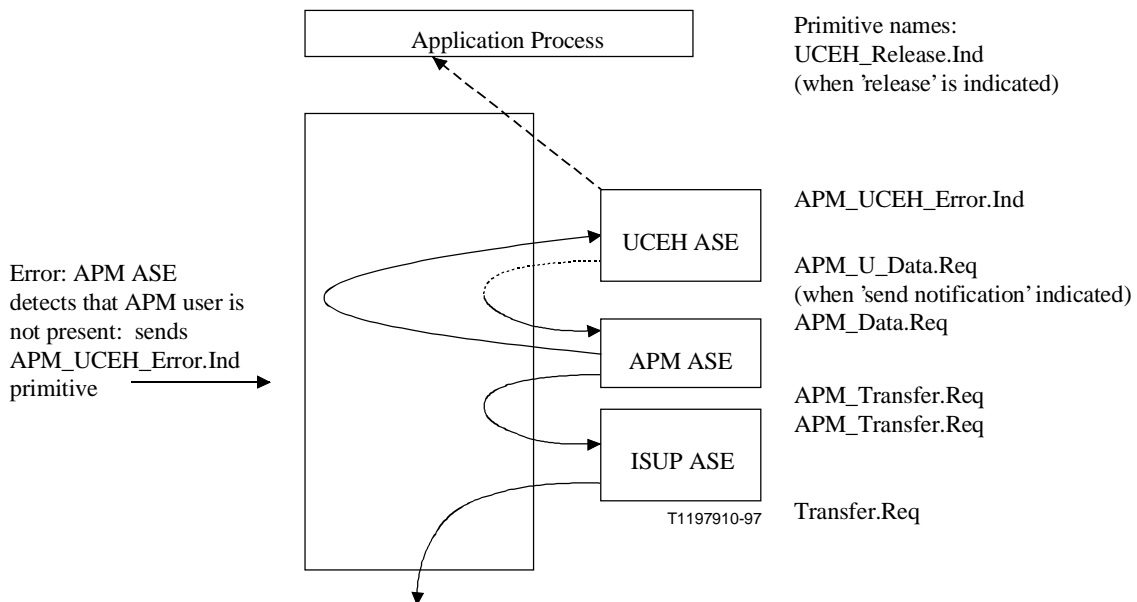 Application Process
Primitive names:
UCEH_Release.Ind
(when ’release’ is indicated)
APM_UCEH_Error.Ind
UCEH ASE
Error: APM ASE
detects that APM user is
not present: sends
APM_UCEH_Error.Ind
primitive
APM_U_Data.Req
(when ’send notification’ indicated)
APM_Data.Req
APM ASE
APM_Transfer.Req
APM_Transfer.Req
ISUP ASE
T1197910-97
Transfer.Req